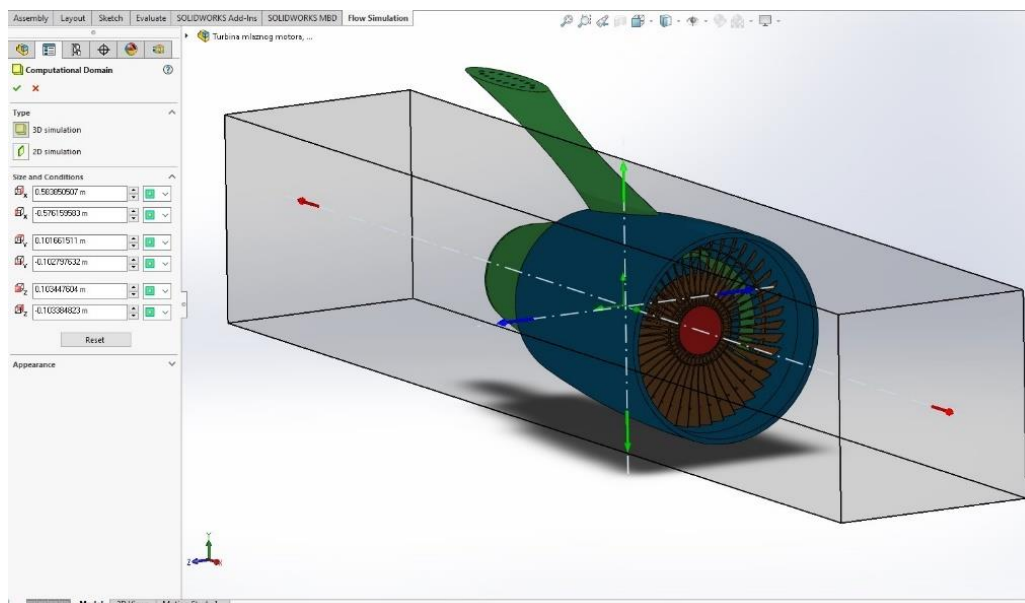 Assembly Layout Sketch Evaluate SOLIDWORKS Add-Ins SOLIDWORKS MBD Flow Simulation
Turbina mlaznog motora, ...
Computational Domain
Type
3D simulation
2D simulation
Size and Conditions
X 0.583850507 m
X -0.576159583 m
Y 0.101661511 m
Y -0.102797632 m
Z 0.103447604 m
Z -0.103384823 m
Reset
Appearance
Y
Z X